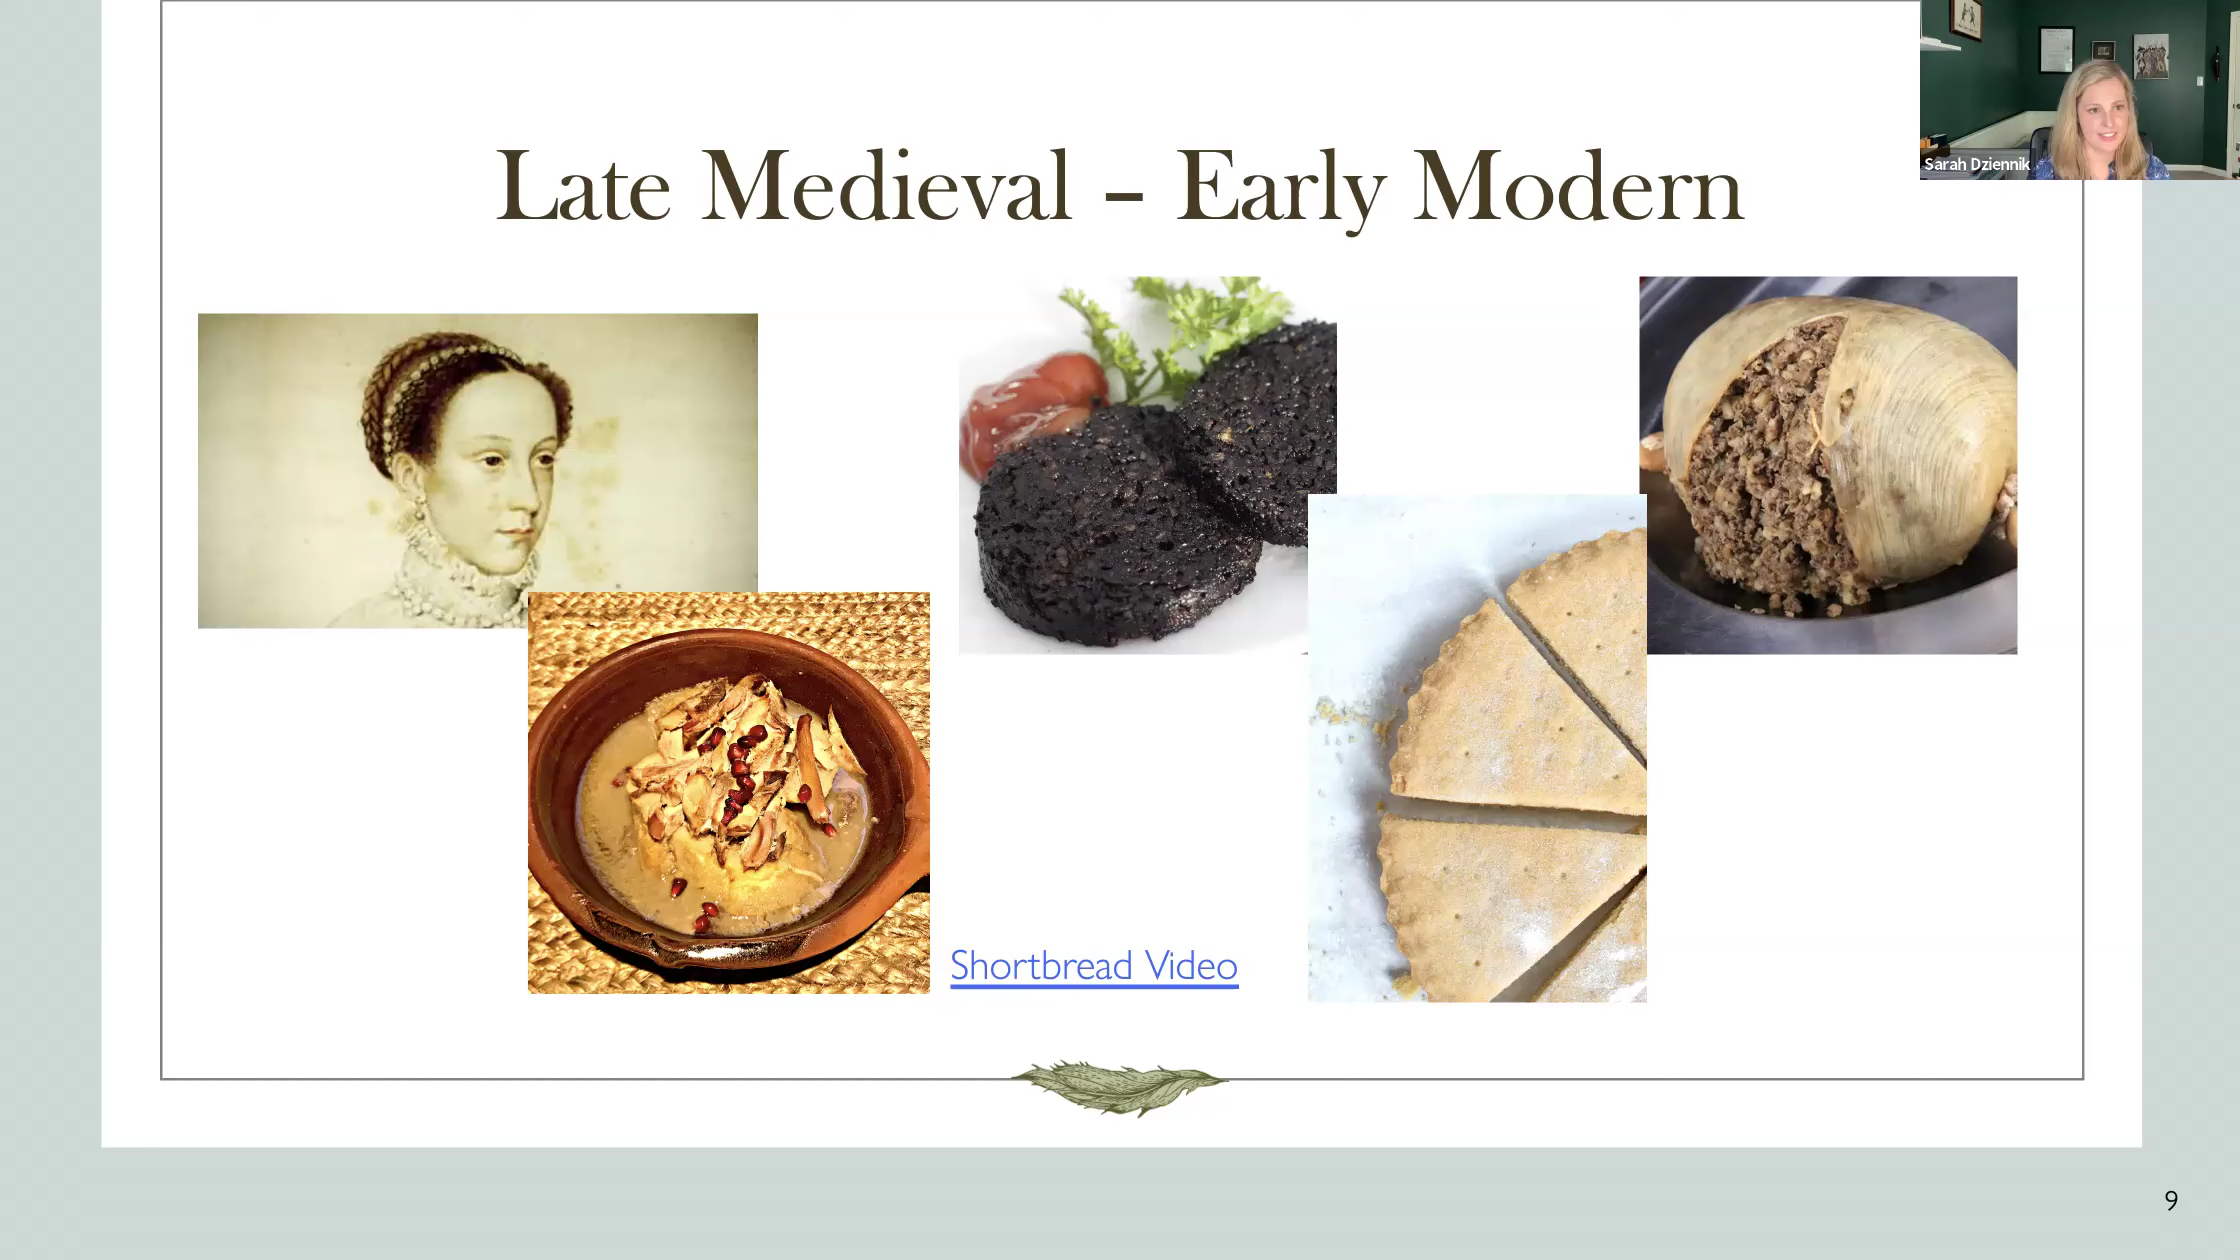 Sarah Dziennik
Late Medieval – Early Modern
Shortbread Video
9